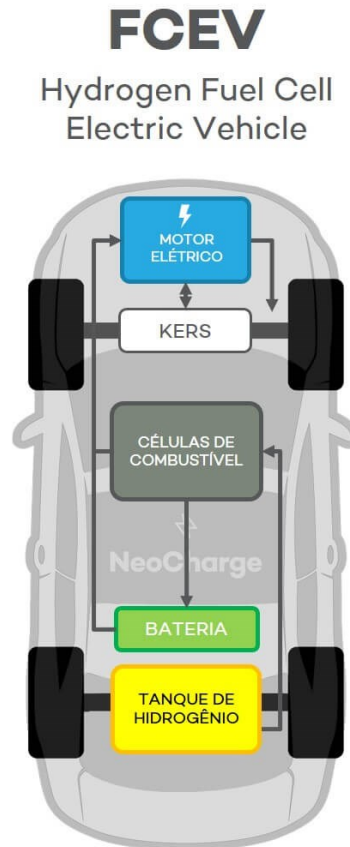 FCEV
Hydrogen Fuel Cell
Electric Vehicle
MOTOR
ELÉTRICO
KERS
CÉLULAS DE
COMBUSTÍVEL
NeoCharge
BATERIA
TANQUE DE
HIDROGÊNIO